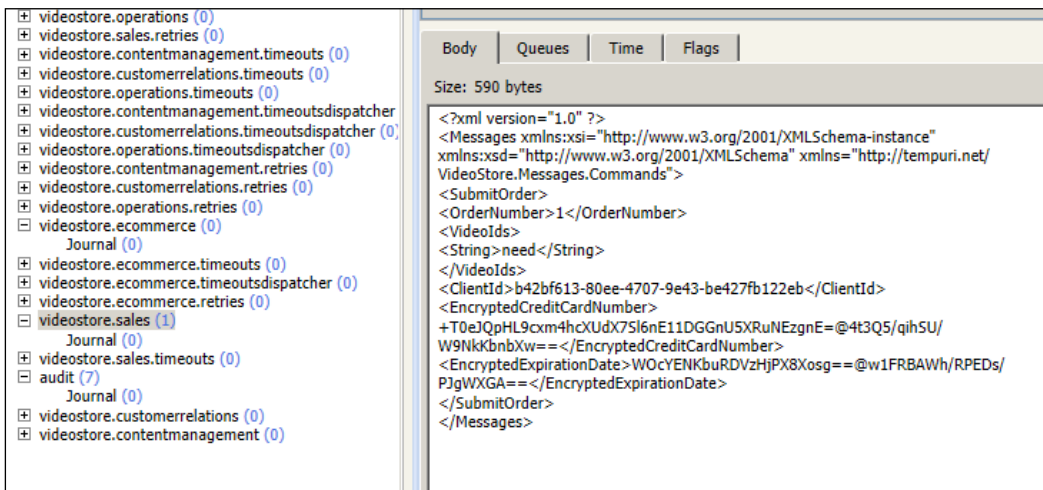 videostore.operations (0)
videostore.sales.retries (0)
videostore.contentmanagement.timeouts (0)
videostore.customerrelations.timeouts (0)
videostore.operations.timeouts (0)
videostore.contentmanagement.timeoutsdispatcher
videostore.customerrelations.timeoutsdispatcher (0)
videostore.operations.timeoutsdispatcher (0)
videostore.contentmanagement.retries (0)
videostore.customerrelations.retries (0)
videostore.operations.retries (0)
videostore.ecommerce (0)
Journal (0)
videostore.ecommerce.timeouts (0)
videostore.ecommerce.timeoutsdispatcher (0)
videostore.ecommerce.retries (0)
videostore.sales (1)
Journal (0)
videostore.sales.timeouts (0)
audit (7)
Journal (0)
videostore.customerrelations (0)
videostore.contentmanagement (0)
Body Queues Time Flags
Size: 590 bytes
<?xml version="1.0" ?>
<Messages xmlns:xsi="http://www.w3.org/2001/XMLSchema-instance"
xmlns:xsd="http://www.w3.org/2001/XMLSchema" xmlns="http://tempuri.net/
VideoStore.Messages.Commands">
<SubmitOrder>
<OrderNumber>1</OrderNumber>
<VideoIds>
<String>need</String>
</VideoIds>
<ClientId>b42bf613-80ee-4707-9e43-be427fb122eb</ClientId>
<EncryptedCreditCardNumber>
+T0eJQpHL9cxm4hcXUdX7Sl6nE11DGGnU5XRuNEzgnE=@4t3Q5/qihSU/
W9NkKbnbXw==</EncryptedCreditCardNumber>
<EncryptedExpirationDate>WOcYENKbuRDVzHjPX8Xosg==@w1FRBAWh/RPEDs/
PJgWXGA==</EncryptedExpirationDate>
</SubmitOrder>
</Messages>